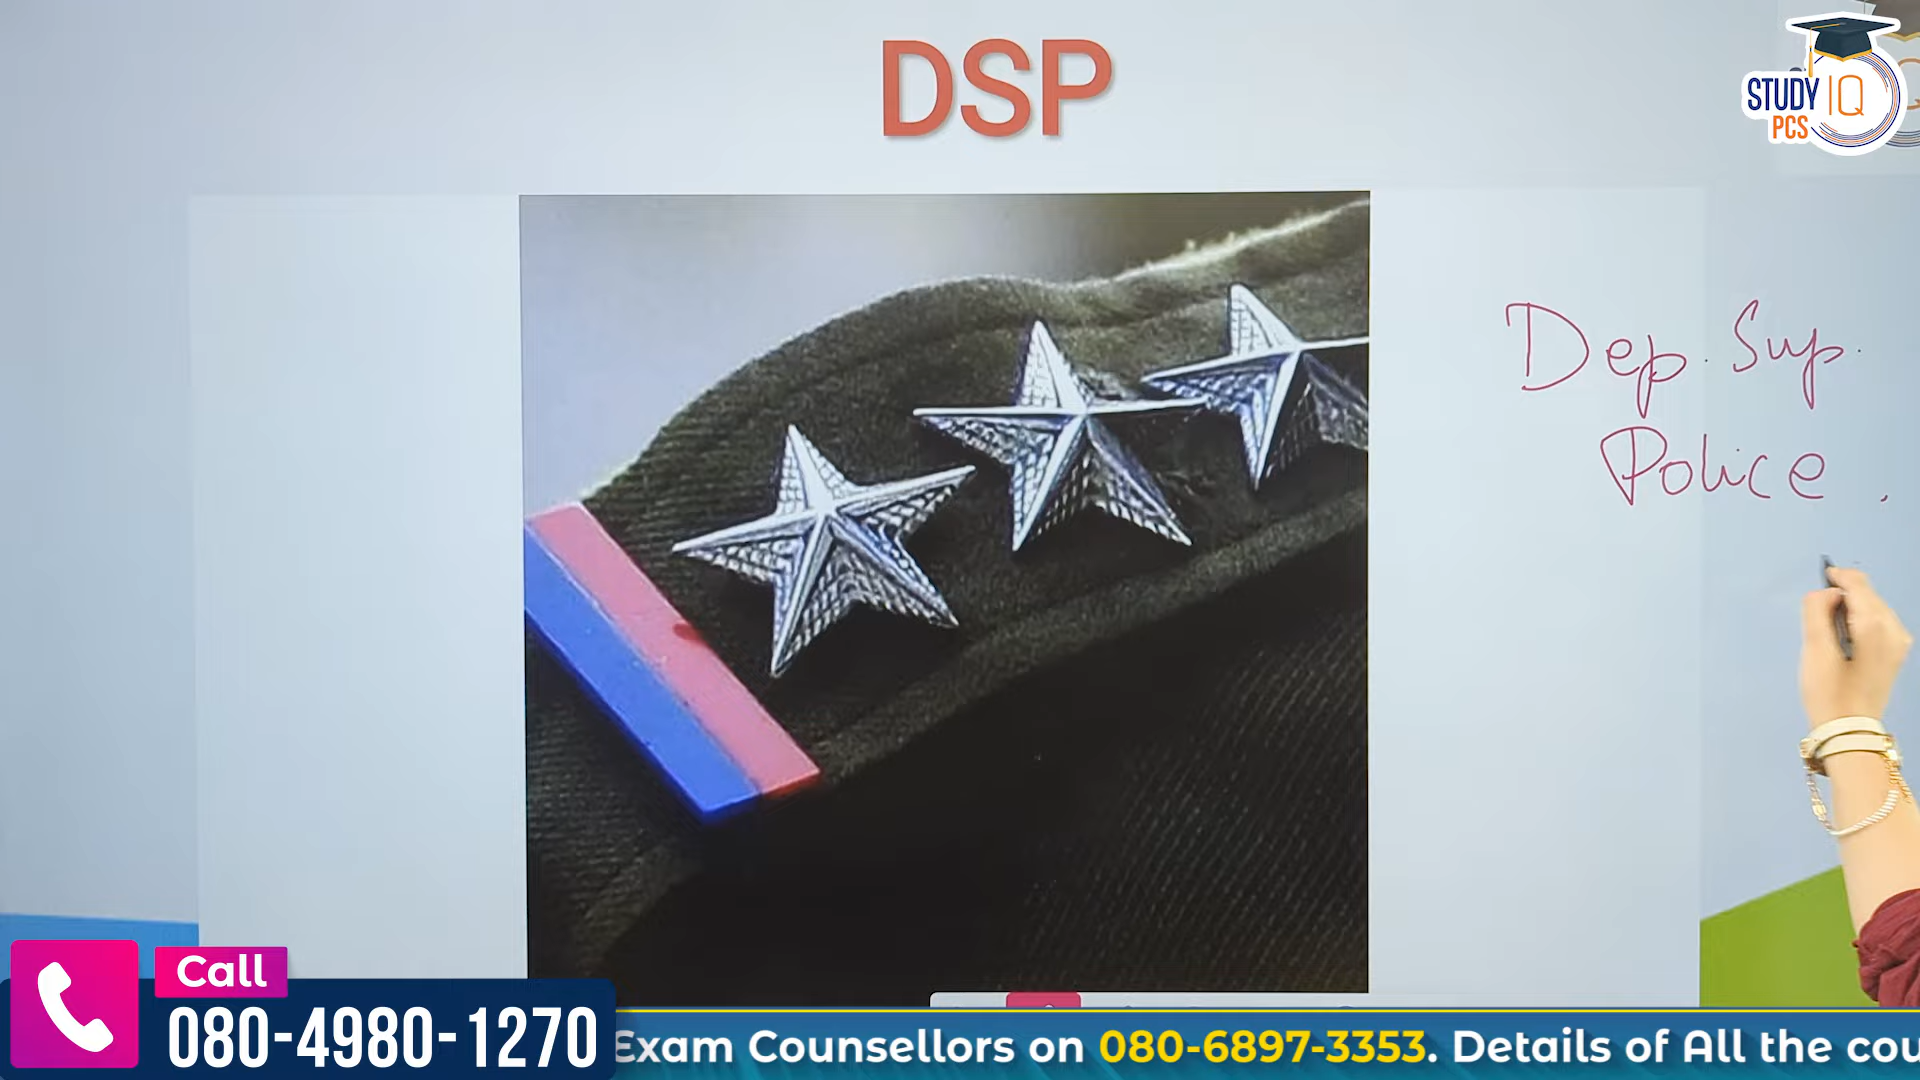 DSP
STUDY IQ
PCS
Dep. Sup.
Police.
Call
080-4980-1270
Exam Counsellors on 080-6897-3353. Details of All the cou